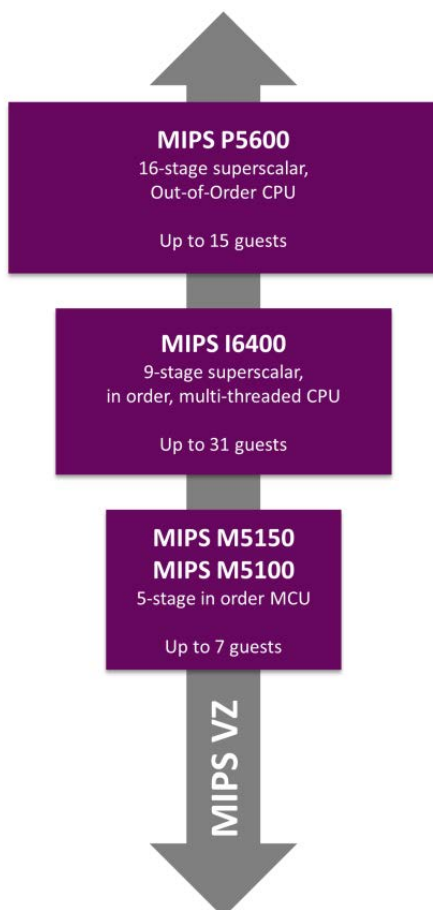 MIPS P5600
16-stage superscalar,
Out-of-Order CPU
Up to 15 guests
MIPS I6400
9-stage superscalar,
in order, multi-threaded CPU
Up to 31 guests
MIPS M5150
MIPS M5100
5-stage in order MCU
Up to 7 guests
MIPS VZ